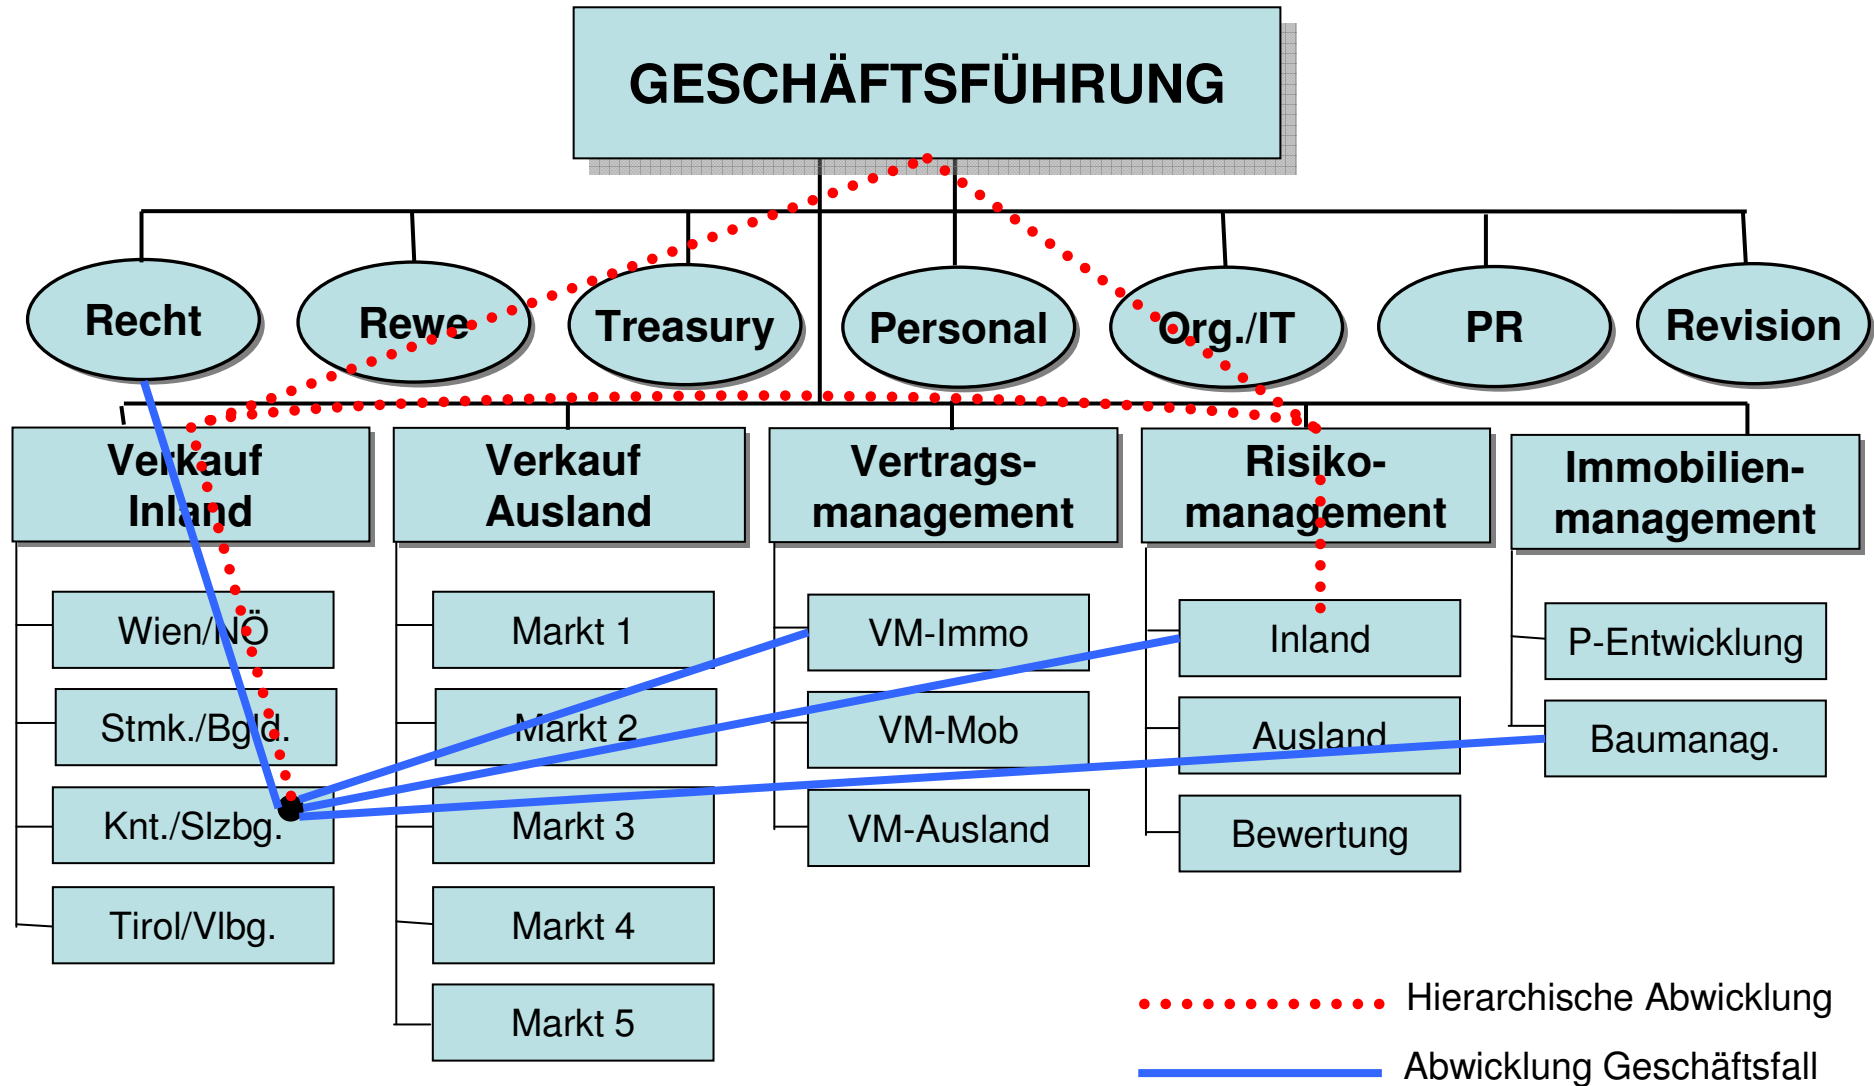 GESCHÄFTSFÜHRUNG
Recht
Rewe
Treasury
Personal
Org./IT
PR
Revision
Verkauf
Inland
Verkauf
Ausland
Vertrags-
management
Risiko-
management
Immobilien-
management
Wien/NÖ
Stmk./Bgld.
Knt./Slzbg.
Tirol/Vlbg.
Markt 1
Markt 2
Markt 3
Markt 4
Markt 5
VM-Immo
VM-Mob
VM-Ausland
Inland
Ausland
Bewertung
P-Entwicklung
Baumanag.
Hierarchische Abwicklung
Abwicklung Geschäftsfall